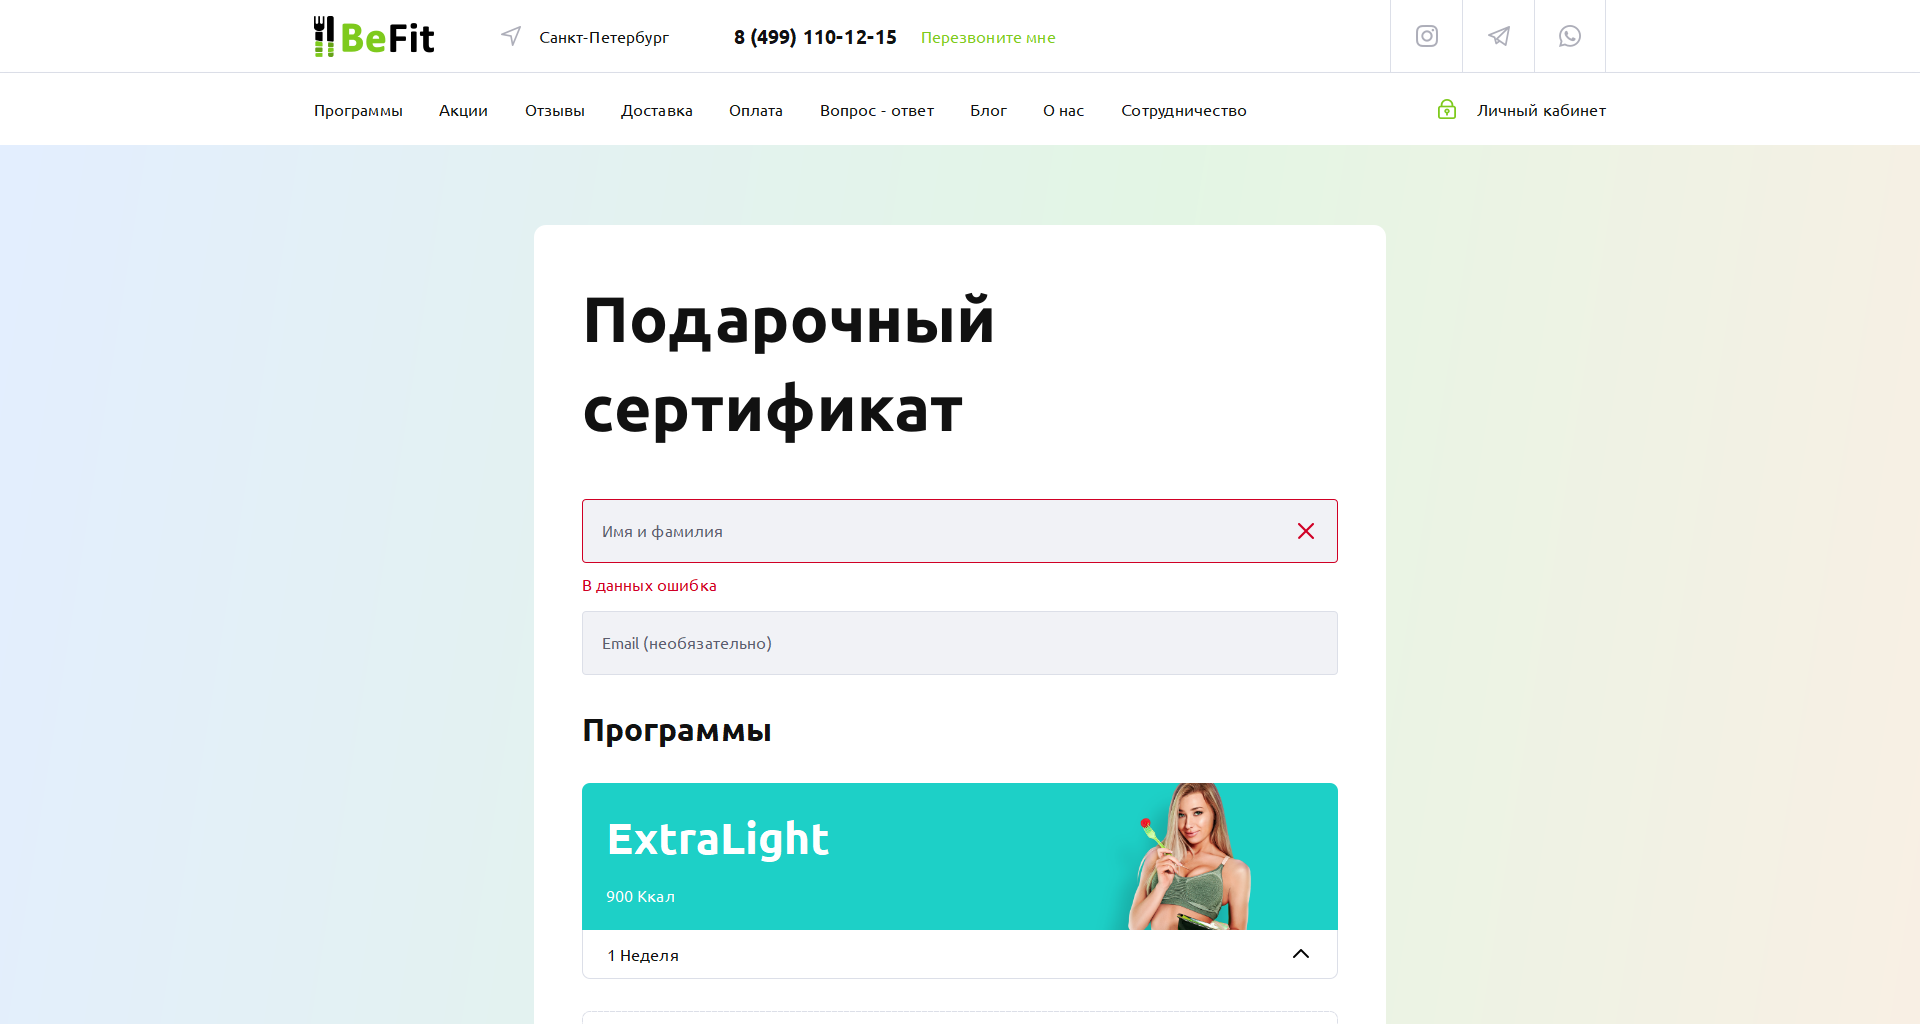 BeFit
Санкт-Петербург
8 (499) 110-12-15
Перезвоните мне
Программы
Акции
Отзывы
Доставка
Оплата
Вопрос - ответ
Блог
О нас
Сотрудничество
Личный кабинет
Подарочный
сертификат
Имя и фамилия
В данных ошибка
Email (необязательно)
Программы
ExtraLight
900 Ккал
1 Неделя